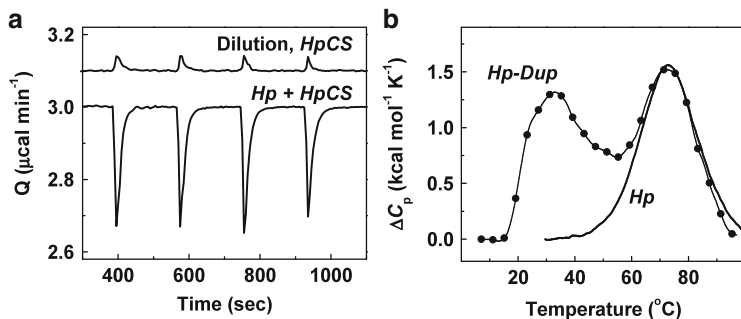 a
3.2
3.0
2.8
2.6
Q (μcal min⁻¹)
Dilution, HpCS
Hp + HpCS
400 600 800 1000
Time (sec)
b
1.5
1.0
0.5
0.0
ΔCp (kcal mol⁻¹ K⁻¹)
Hp-Dup
Hp
20 40 60 80
Temperature (°C)